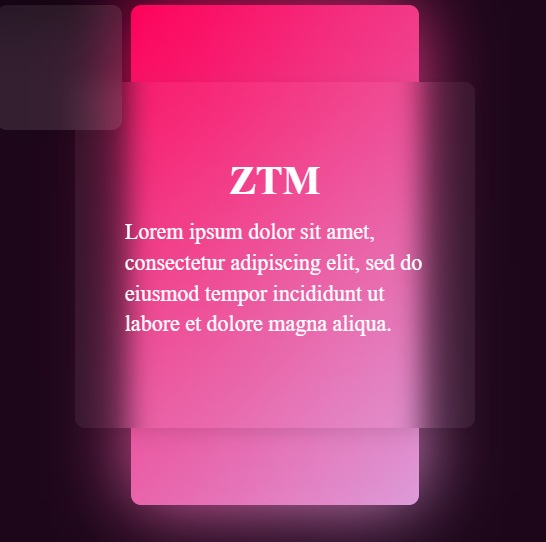 ZTM
Lorem ipsum dolor sit amet,
consectetur adipiscing elit, sed do
eiusmod tempor incididunt ut
labore et dolore magna aliqua.